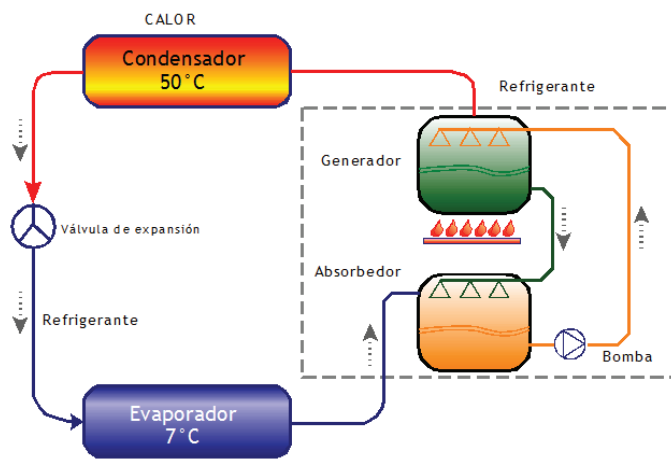 CALOR
Condensador
50°C
Refrigerante
Generador
Válvula de expansión
Absorbedor
Refrigerante
Bomba
Evaporador
7°C